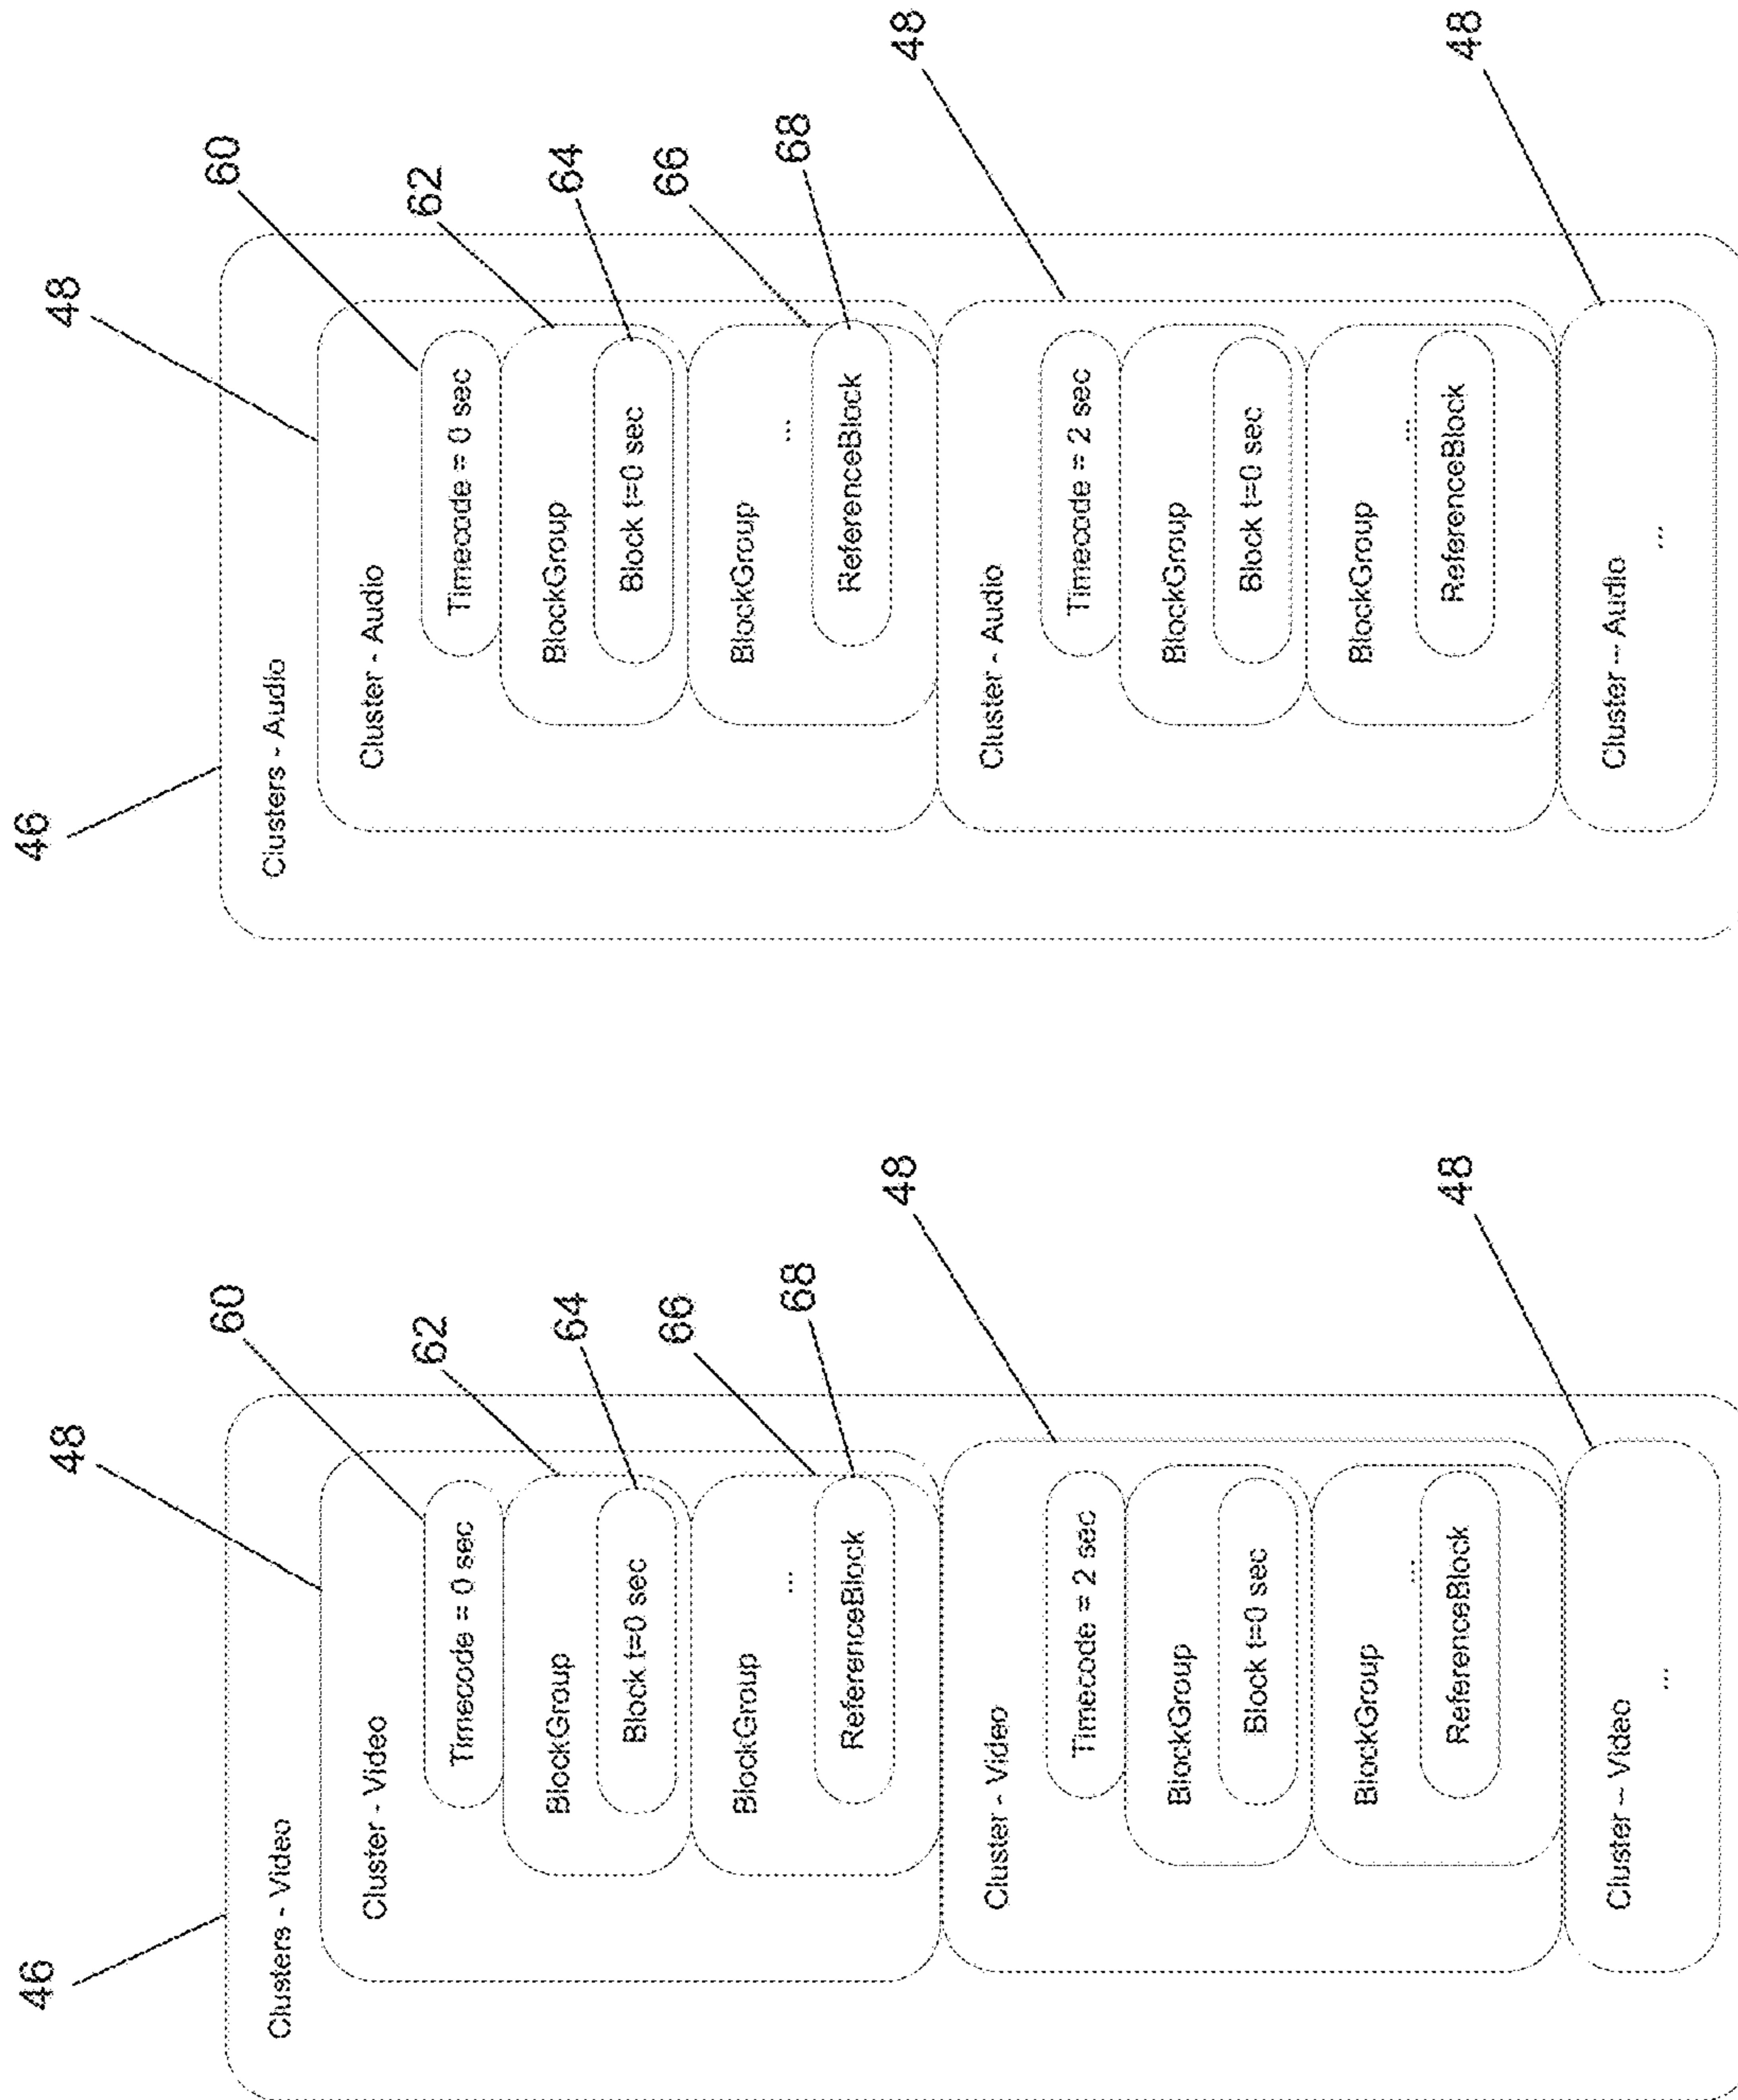 46
Clusters - Video
48
Cluster - Video
60
Timecode = 0 sec
62
BlockGroup
64
Block t=0 sec
66
BlockGroup
...
68
ReferenceBlock
48
Cluster - Video
Timecode = 2 sec
BlockGroup
Block t=0 sec
BlockGroup
...
ReferenceBlock
48
Cluster – Video
...
46
Clusters - Audio
48
Cluster - Audio
60
Timecode = 0 sec
62
BlockGroup
64
Block t=0 sec
66
BlockGroup
...
68
ReferenceBlock
48
Cluster - Audio
Timecode = 2 sec
BlockGroup
Block t=0 sec
BlockGroup
...
ReferenceBlock
48
Cluster – Audio
...